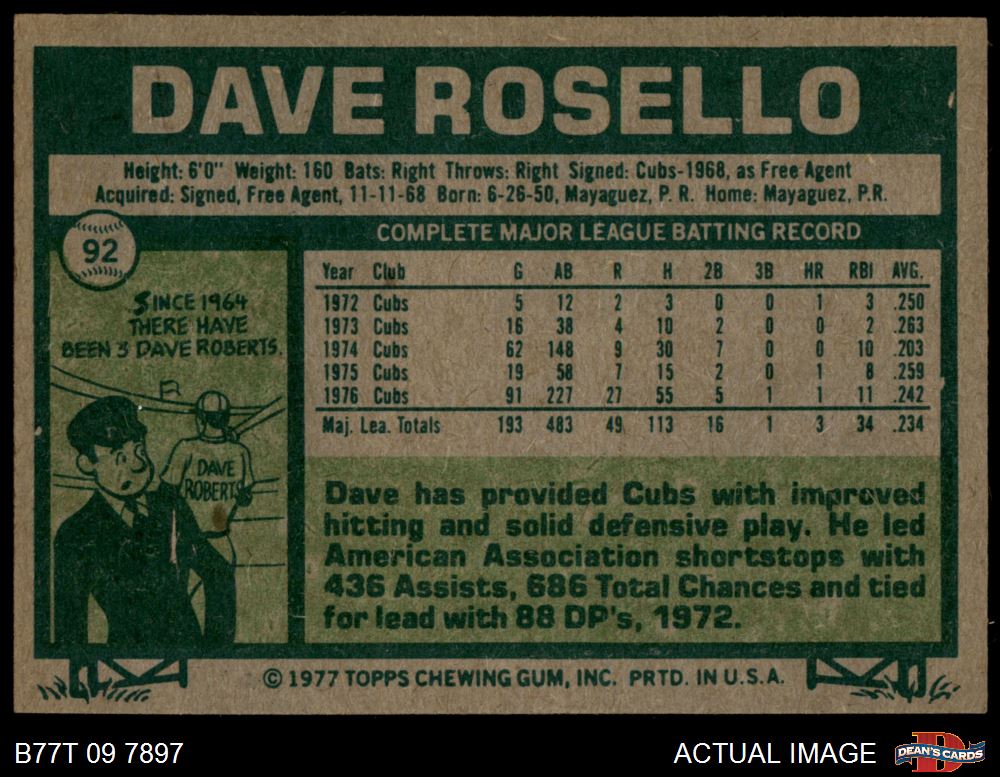 DAVE ROSELLO
Height: 6'0" Weight: 160 Bats: Right Throws: Right Signed: Cubs-1968, as Free Agent
Acquired: Signed, Free Agent, 11-11-68 Born: 6-26-50, Mayaguez, P. R. Home: Mayaguez, P.R.
92
SINCE 1964
THERE HAVE
BEEN 3 DAVE ROBERTS.
DAVE
ROBERTS
COMPLETE MAJOR LEAGUE BATTING RECORD
Year Club G AB R H 2B 3B HR RBI AVG.
1972 Cubs 5 12 2 3 0 0 1 3 .250
1973 Cubs 16 38 4 10 2 0 0 2 .263
1974 Cubs 62 148 9 30 7 0 0 10 .203
1975 Cubs 19 58 7 15 2 0 1 8 .259
1976 Cubs 91 227 27 55 5 1 1 11 .242
Maj. Lea. Totals 193 483 49 113 16 1 3 34 .234
Dave has provided Cubs with improved
hitting and solid defensive play. He led
American Association shortstops with
436 Assists, 686 Total Chances and tied
for lead with 88 DP's, 1972.
© 1977 TOPPS CHEWING GUM, INC. PRTD. IN U.S.A.
B77T 09 7897
ACTUAL IMAGE
D
DEAN'S CARDS